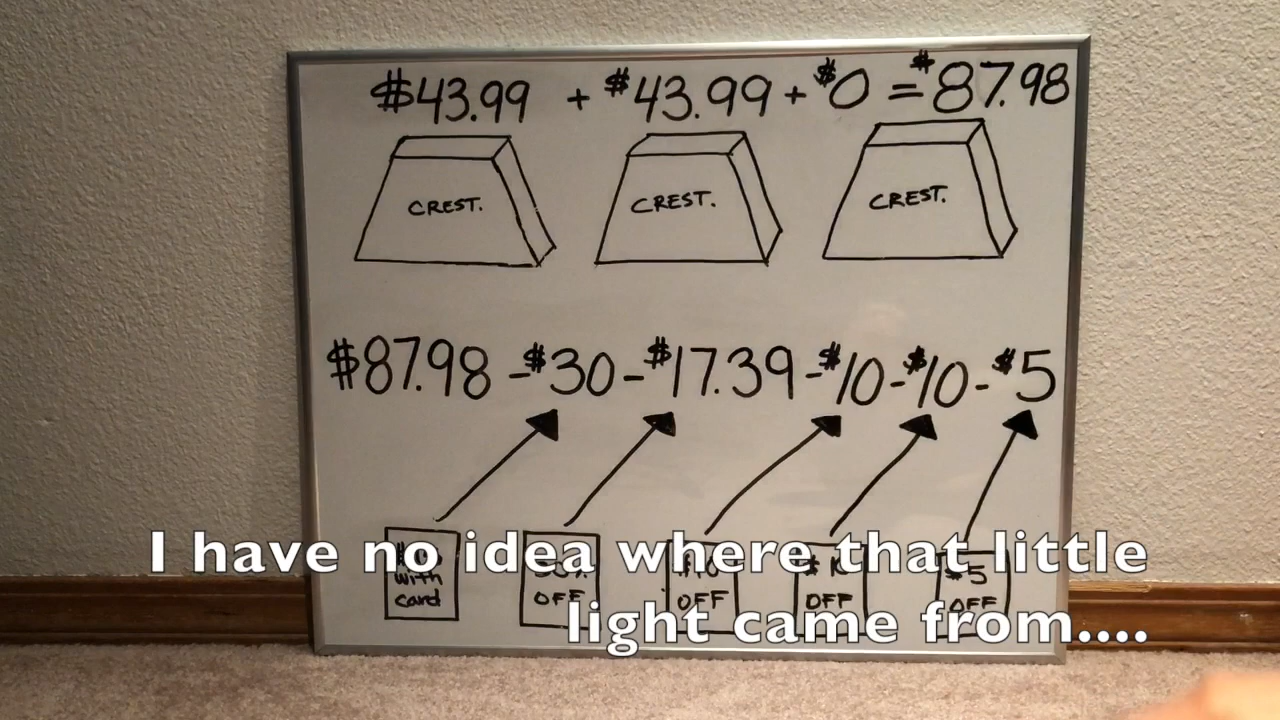 $43.99 + $43.99 + $0 = $87.98
CREST. CREST. CREST.
$87.98 - $30 - $17.39 - $10 - $10 - $5
with card
OFF
$10 OFF
OFF
$5 OFF
I have no idea where that little
light came from....